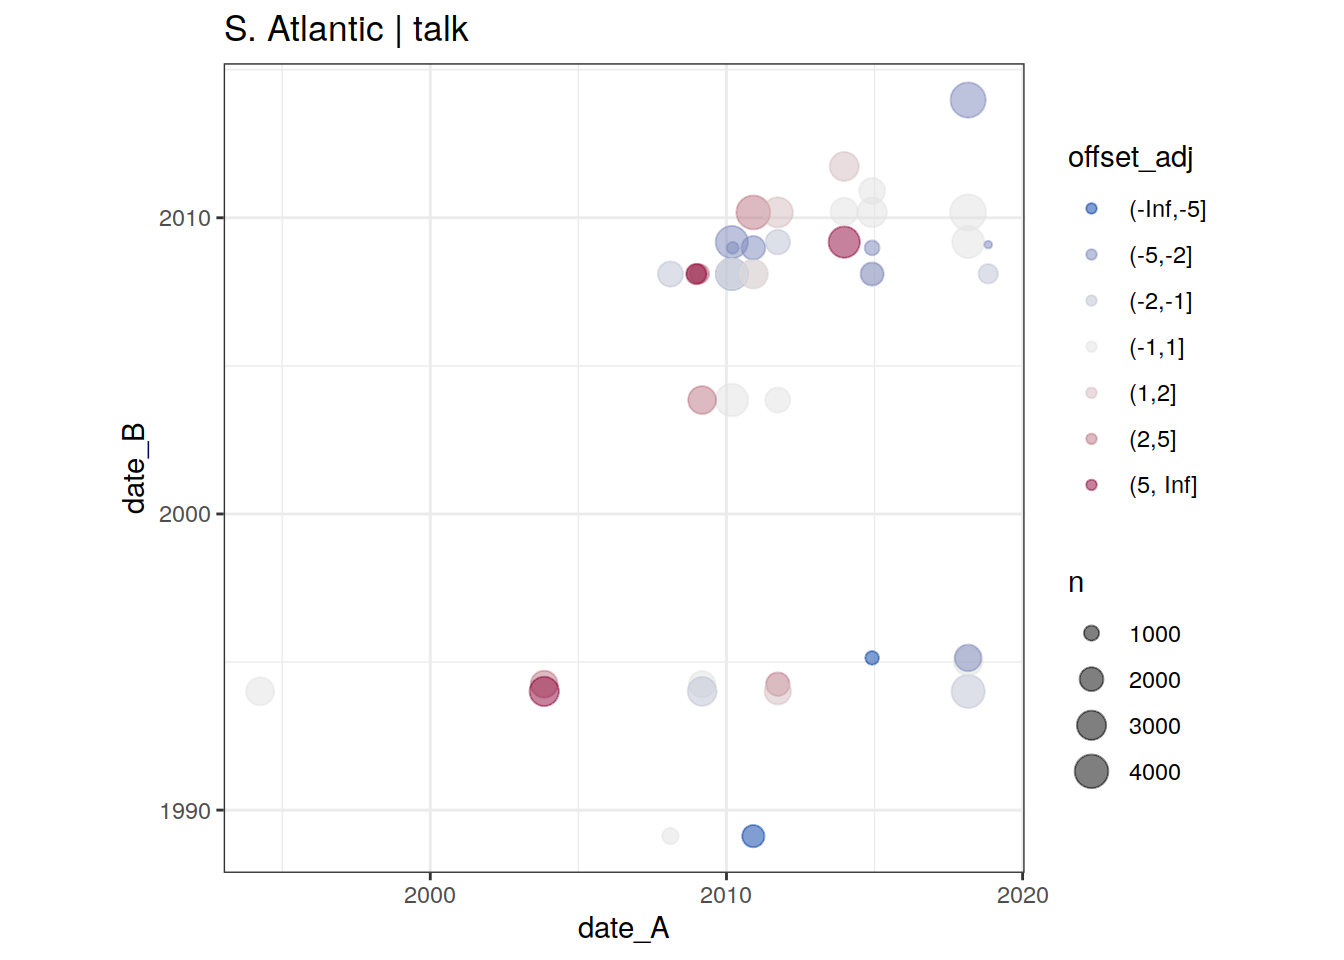 S. Atlantic | talk
date_B
2010
2000
1990
2000
2010
2020
date_A
offset_adj
(-Inf,-5]
(-5,-2]
(-2,-1]
(-1,1]
(1,2]
(2,5]
(5, Inf]
n
1000
2000
3000
4000